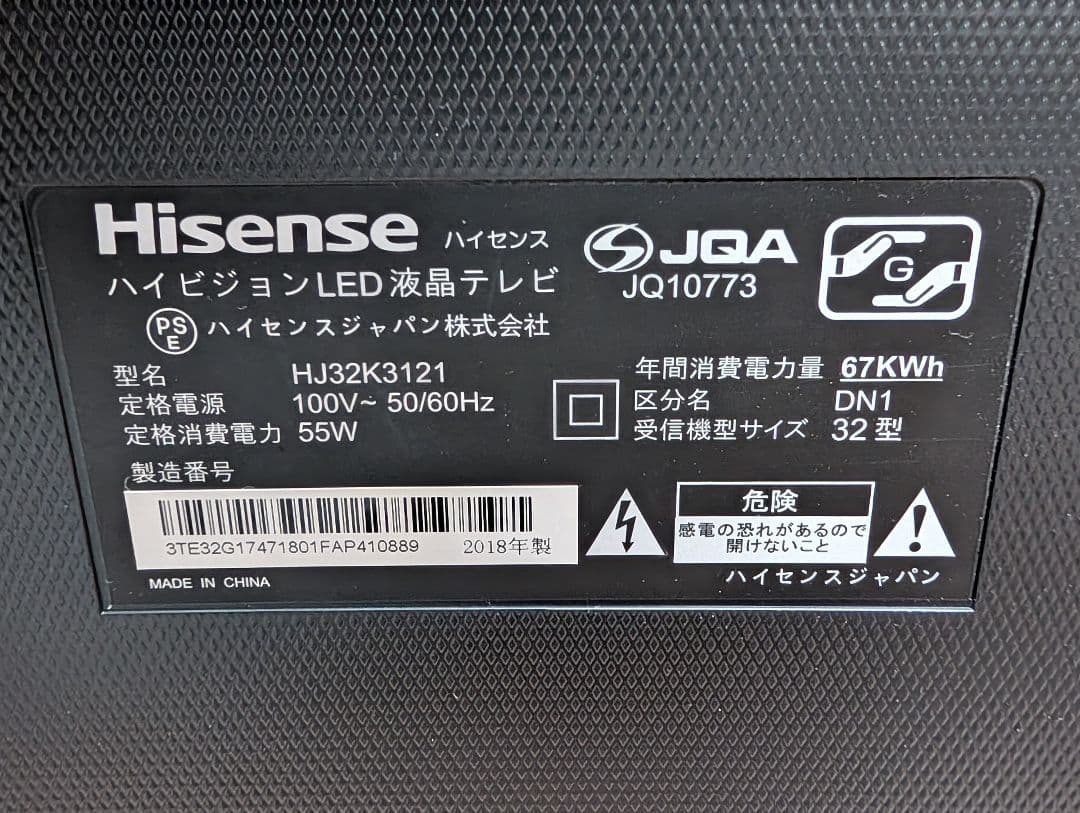 Hisense ハイセンス
ハイビジョンLED液晶テレビ
PSE ハイセンスジャパン株式会社
JQA
JQ10773
G
型名 HJ32K3121
定格電源 100V~ 50/60Hz
定格消費電力 55W
年間消費電力量 67KWh
区分名 DN1
受信機型サイズ 32型
製造番号
3TE32G17471801FAP410889 2018年製
MADE IN CHINA
危険
感電の恐れがあるので
開けないこと
ハイセンスジャパン